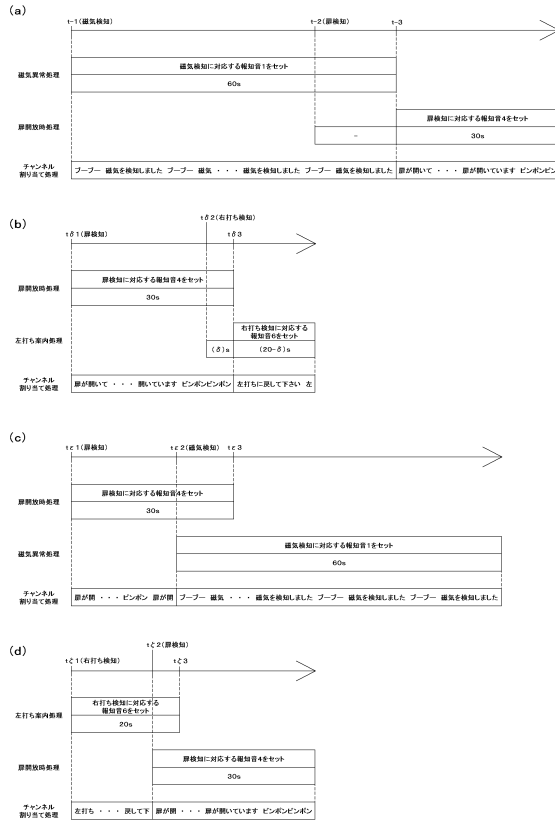 (a)
t-1(磁気検知)
t-2(扉検知)
t-3
磁気異常処理
磁気検知に対応する報知音1をセット
60s
扉開放時処理
扉検知に対応する報知音4をセット
-
30s
チャンネル
割り当て処理
ブーブー 磁気を検知しました ブーブー 磁気 ・・・ 磁気を検知しました ブーブー 磁気を検知しました
扉が開いて ・・・ 扉が開いています ピンポンピン
(b)
tδ2(右打ち検知)
tδ1(扉検知)
tδ3
扉開放時処理
扉検知に対応する報知音4をセット
30s
左打ち案内処理
右打ち検知に対応する
報知音6をセット
(δ)s
(20-δ)s
チャンネル
割り当て処理
扉が開いて ・・・ 開いています ピンポンピンポン
左打ちに戻して下さい 左
(c)
tε1(扉検知)
tε2(磁気検知)
tε3
扉開放時処理
扉検知に対応する報知音4をセット
30s
磁気異常処理
磁気検知に対応する報知音1をセット
60s
チャンネル
割り当て処理
扉が開 ・・・ ピンポン 扉が開
ブーブー 磁気 ・・・ 磁気を検知しました ブーブー 磁気を検知しました ブーブー 磁気を検知しました
(d)
tζ2(扉検知)
tζ1(右打ち検知)
tζ3
左打ち案内処理
右打ち検知に対応する
報知音6をセット
20s
扉開放時処理
扉検知に対応する報知音4をセット
30s
チャンネル
割り当て処理
左打ち ・・・ 戻して下
扉が開 ・・・ 扉が開いています ピンポンピンポン